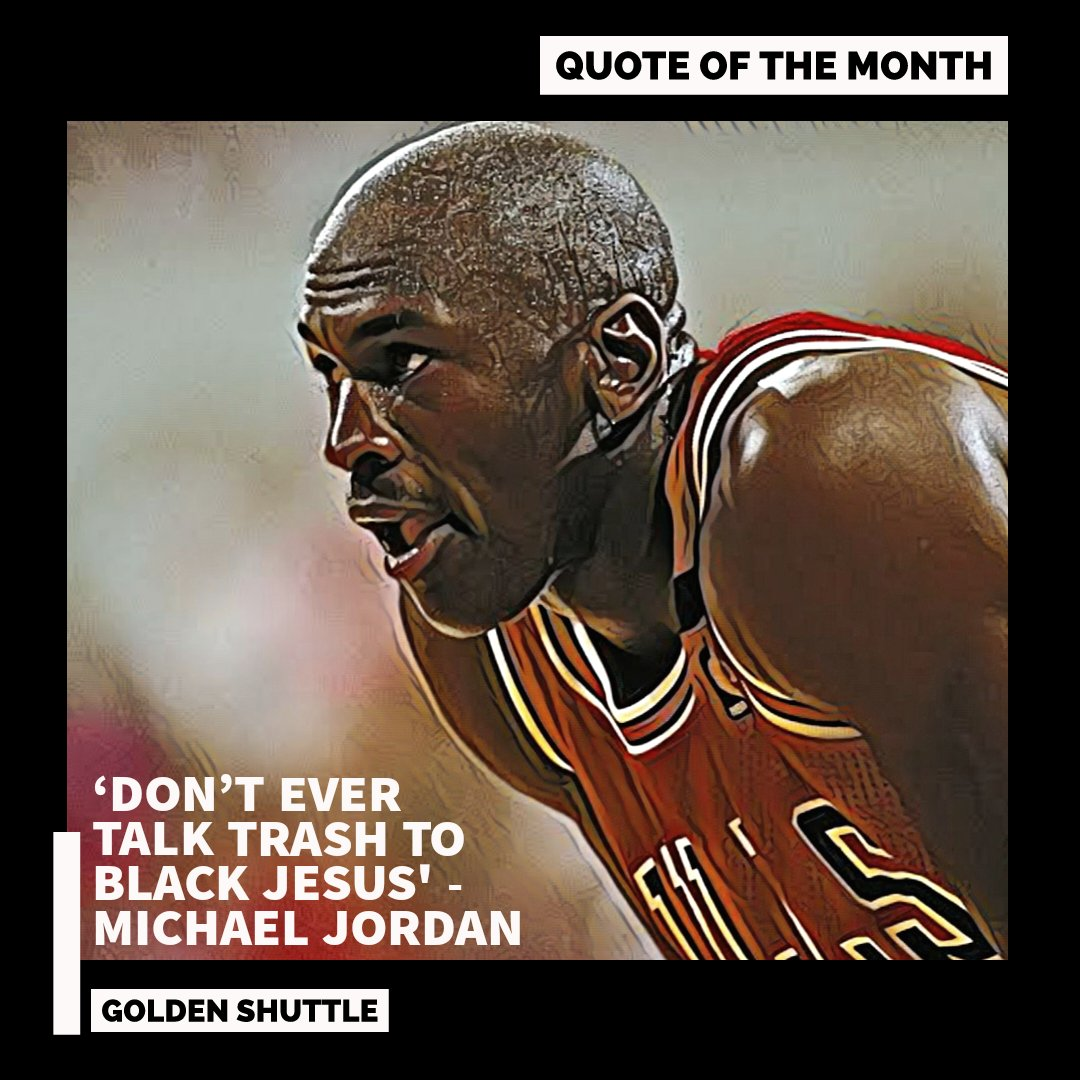 QUOTE OF THE MONTH
‘DON’T EVER
TALK TRASH TO
BLACK JESUS' -
MICHAEL JORDAN
GOLDEN SHUTTLE